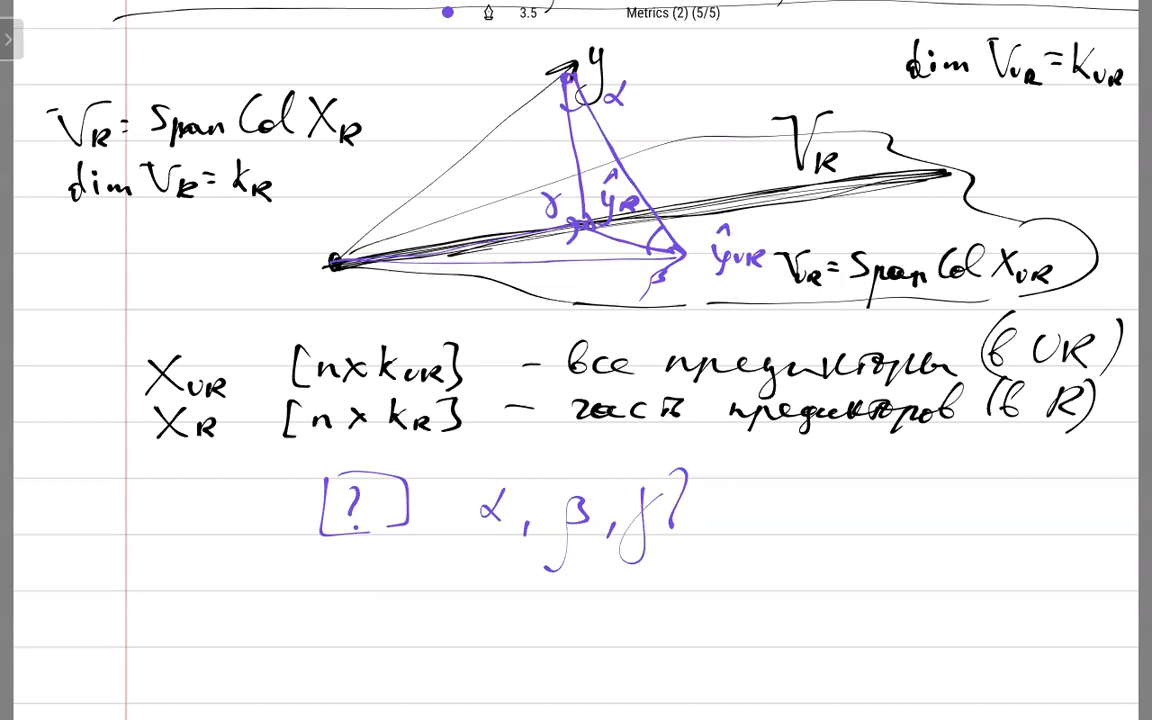 3.5 Metrics (2) (5/5)
y
α
dim V_UR = k_UR
V_R = Span Col X_R
dim V_R = k_R
V_R
γ ŷ_R
ŷ_UR V_R = Span Col X_UR
β
X_UR [n x k_UR] - все предикторы (в UR)
X_R [n x k_R] - часть предикторов (в R)
[?] α, β, γ?